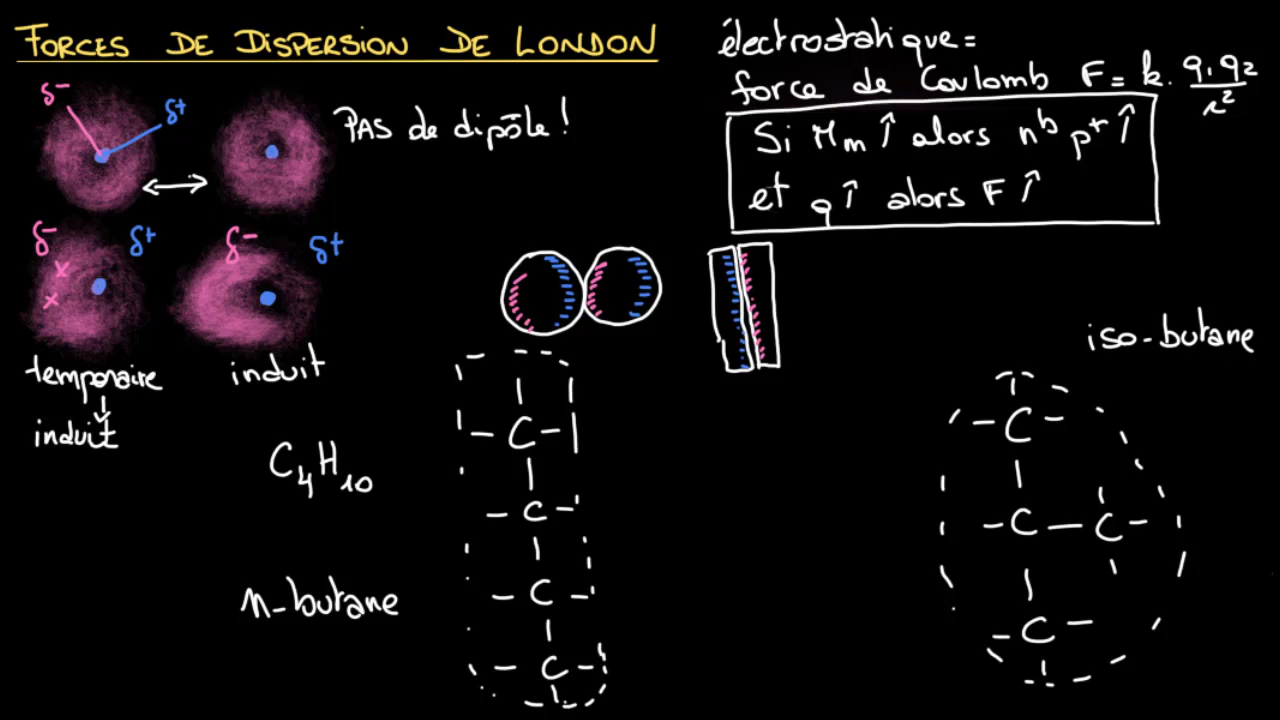 FORCES DE DISPERSION DE LONDON
électrostatique =
force de Coulomb F = k. q₁q₂/r²
δ- δ+
PAS de dipôle !
Si Mm ↑ alors nb p+ ↑
et q ↑ alors F ↑
δ- δ+ δ- δ+
x
x
temporaire induit
↓
induit
iso-butane
C₄H₁₀
n-butane
-C-
-C-
-C-
-C-
-C-
-C-C-
-C-